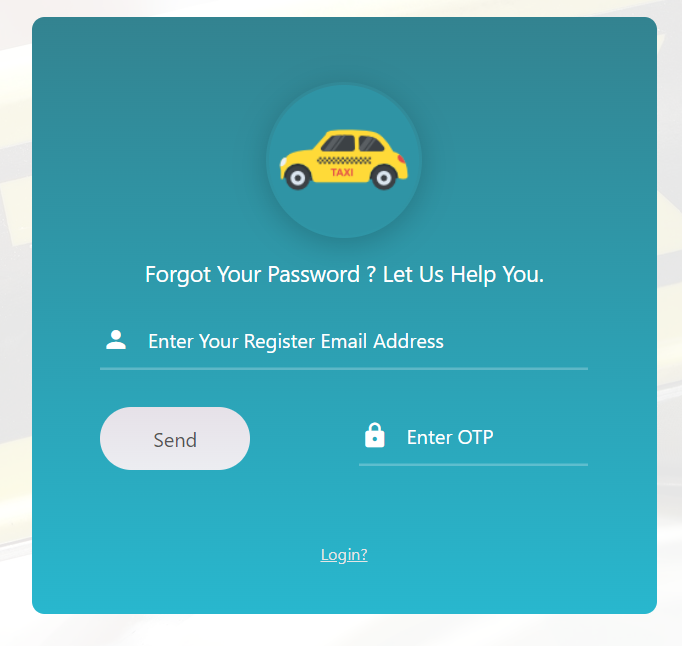 TAXI
Forgot Your Password ? Let Us Help You.
Enter Your Register Email Address
Send
Enter OTP
Login?